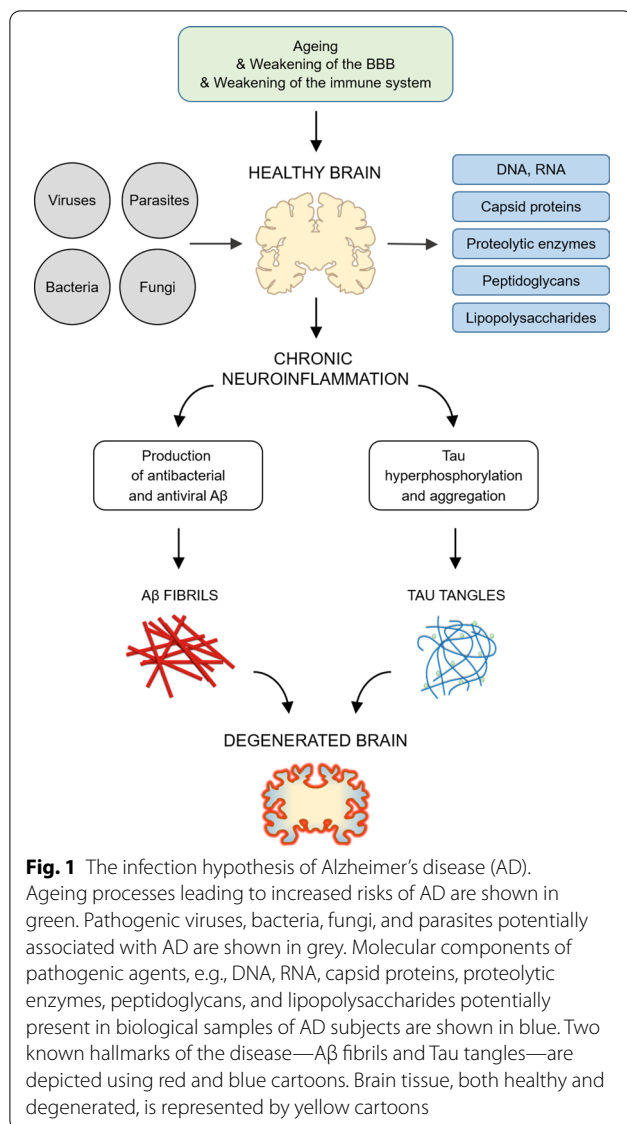 Ageing
& Weakening of the BBB
& Weakening of the immune system
HEALTHY BRAIN
Viruses
Parasites
Bacteria
Fungi
DNA, RNA
Capsid proteins
Proteolytic enzymes
Peptidoglycans
Lipopolysaccharides
CHRONIC
NEUROINFLAMMATION
Production
of antibacterial
and antiviral Aβ
Tau
hyperphosphorylation
and aggregation
Aβ FIBRILS
TAU TANGLES
DEGENERATED BRAIN
Fig. 1 The infection hypothesis of Alzheimer’s disease (AD).
Ageing processes leading to increased risks of AD are shown in
green. Pathogenic viruses, bacteria, fungi, and parasites potentially
associated with AD are shown in grey. Molecular components of
pathogenic agents, e.g., DNA, RNA, capsid proteins, proteolytic
enzymes, peptidoglycans, and lipopolysaccharides potentially
present in biological samples of AD subjects are shown in blue. Two
known hallmarks of the disease—Aβ fibrils and Tau tangles—are
depicted using red and blue cartoons. Brain tissue, both healthy and
degenerated, is represented by yellow cartoons